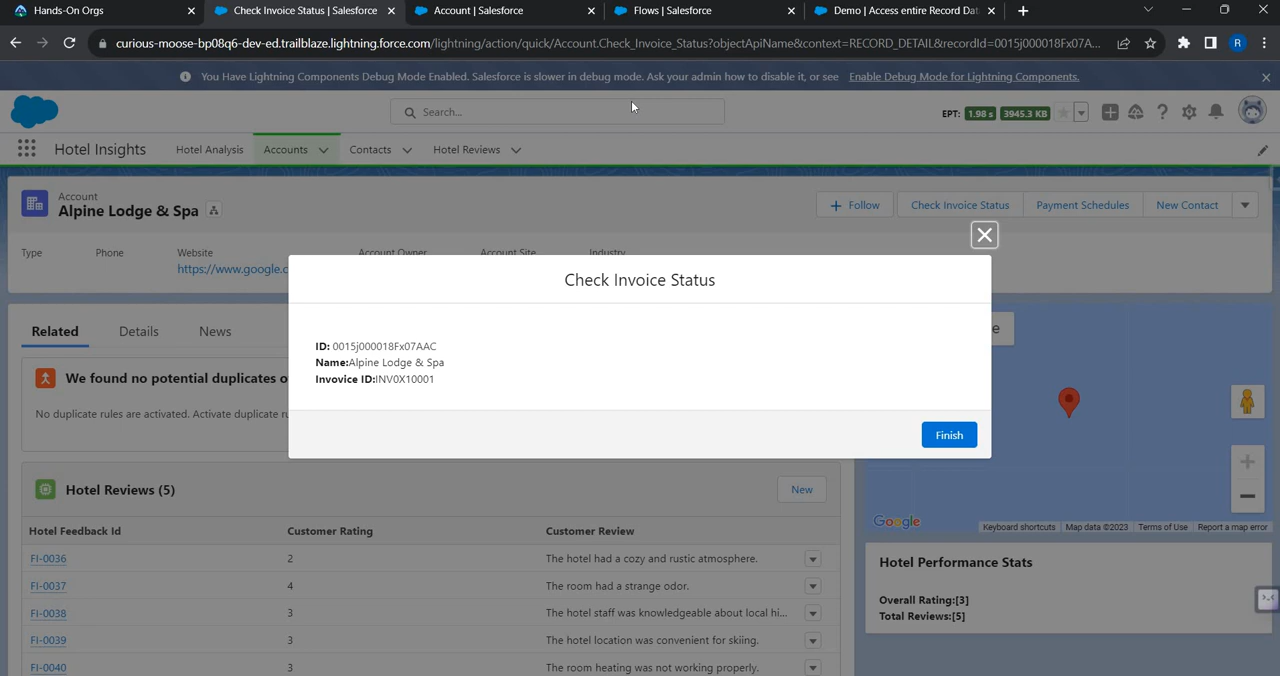 Hands-On Orgs
Check Invoice Status | Salesforce
Account | Salesforce
Flows | Salesforce
Demo | Access entire Record Dat
curious-moose-bp08q6-dev-ed.trailblaze.lightning.force.com/lightning/action/quick/Account.Check_Invoice_Status?objectApiName&context=RECORD_DETAIL&recordId=0015j000018Fx07A...
R
You Have Lightning Components Debug Mode Enabled. Salesforce is slower in debug mode. Ask your admin how to disable it, or see Enable Debug Mode for Lightning Components.
Search...
EPT: 1.98 s 3945.3 KB
Hotel Insights
Hotel Analysis
Accounts
Contacts
Hotel Reviews
Account
Alpine Lodge & Spa
Follow
Check Invoice Status
Payment Schedules
New Contact
Type
Phone
Website
Account Owner
Account Site
Industry
https://www.google.c
Check Invoice Status
ID: 0015j000018Fx07AAC
Name:Alpine Lodge & Spa
Invovice ID:INV0X10001
Finish
Related
Details
News
We found no potential duplicates o
No duplicate rules are activated. Activate duplicate ru
e
Google
Keyboard shortcuts
Map data ©2023
Terms of Use
Report a map error
Hotel Reviews (5)
New
Hotel Feedback Id
Customer Rating
Customer Review
FI-0036
2
The hotel had a cozy and rustic atmosphere.
FI-0037
4
The room had a strange odor.
FI-0038
3
The hotel staff was knowledgeable about local hi...
FI-0039
3
The hotel location was convenient for skiing.
FI-0040
3
The room heating was not working properly.
Hotel Performance Stats
Overall Rating:[3]
Total Reviews:[5]